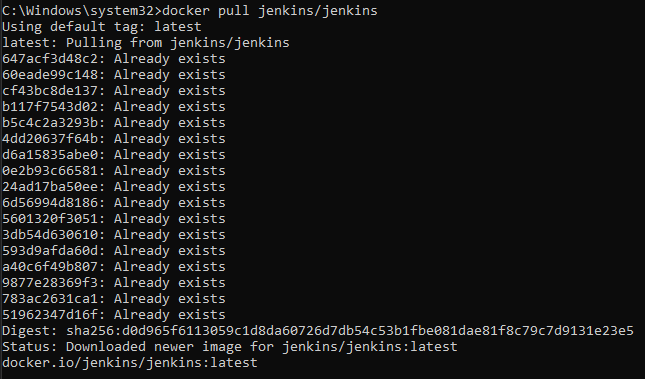 C:\Windows\system32>docker pull jenkins/jenkins
Using default tag: latest
latest: Pulling from jenkins/jenkins
647acf3d48c2: Already exists
60eade99c148: Already exists
cf43bc8de137: Already exists
b117f7543d02: Already exists
b5c4c2a3293b: Already exists
4dd20637f64b: Already exists
d6a15835abe0: Already exists
0e2b93c66581: Already exists
24ad17ba50ee: Already exists
6d56994d8186: Already exists
5601320f3051: Already exists
3db54d630610: Already exists
593d9afda60d: Already exists
a40c6f49b807: Already exists
9877e28369f3: Already exists
783ac2631ca1: Already exists
51962347d16f: Already exists
Digest: sha256:d0d965f6113059c1d8da60726d7db54c53b1fbe081dae81f8c79c7d9131e23e5
Status: Downloaded newer image for jenkins/jenkins:latest
docker.io/jenkins/jenkins:latest